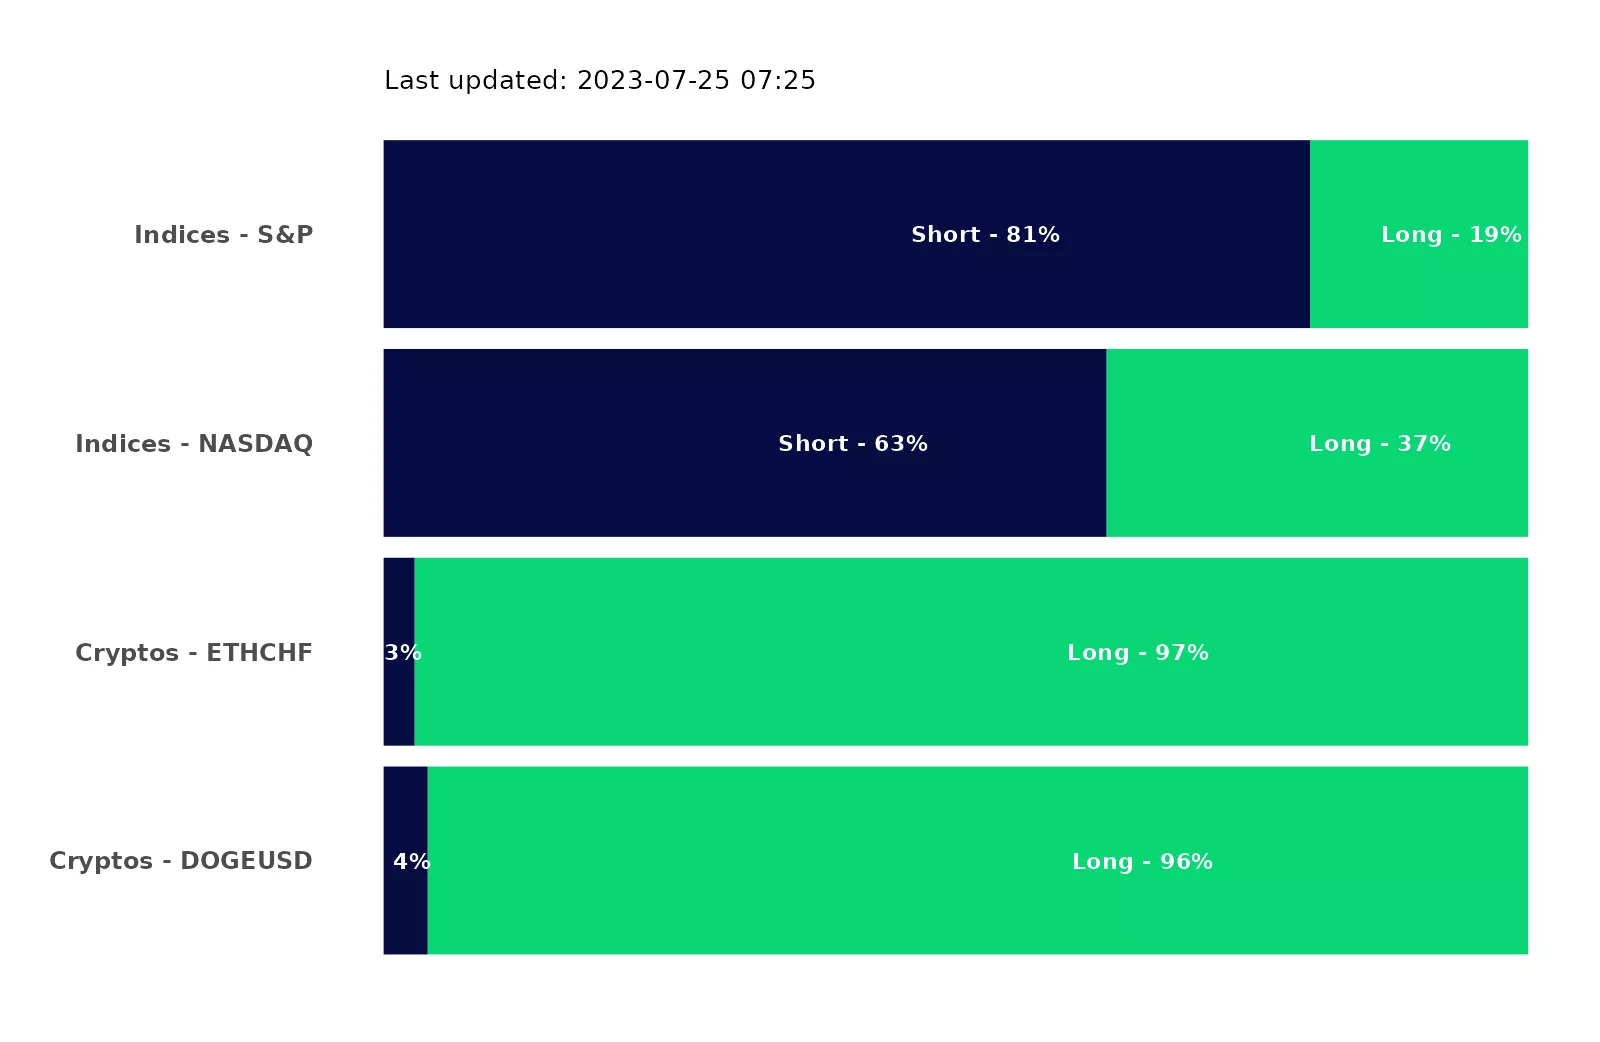 Last updated: 2023-07-25 07:25
Indices - S&P
Short - 81%
Long - 19%
Indices - NASDAQ
Short - 63%
Long - 37%
Cryptos - ETHCHF
3%
Long - 97%
Cryptos - DOGEUSD
4%
Long - 96%